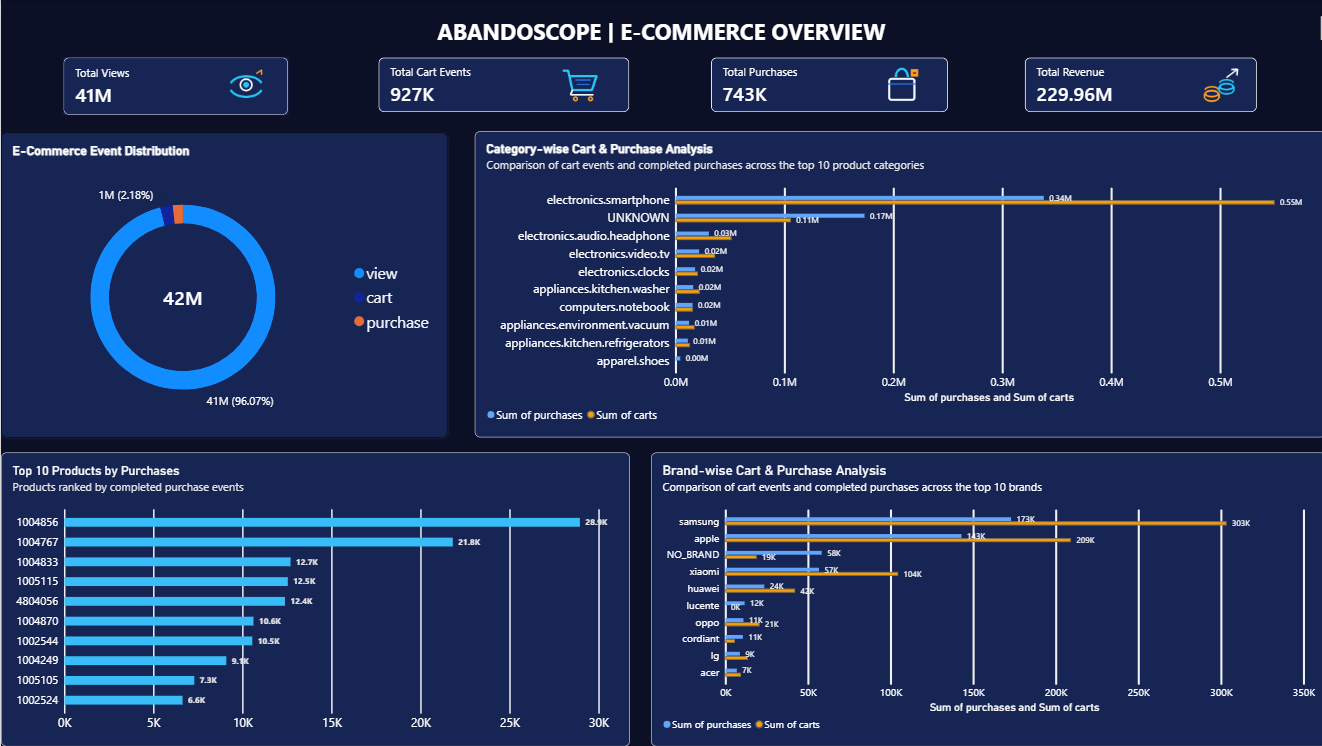 ABANDOSCOPE | E-COMMERCE OVERVIEW
Total Views
41M
Total Cart Events
927K
Total Purchases
743K
Total Revenue
229.96M
E-Commerce Event Distribution
1M (2.18%)
42M
41M (96.07%)
view
cart
purchase
Category-wise Cart & Purchase Analysis
Comparison of cart events and completed purchases across the top 10 product categories
electronics.smartphone 0.34M 0.55M
UNKNOWN 0.17M 0.11M
electronics.audio.headphone 0.03M
electronics.video.tv 0.02M
electronics.clocks 0.02M
appliances.kitchen.washer 0.02M
computers.notebook 0.02M
appliances.environment.vacuum 0.01M
appliances.kitchen.refrigerators 0.01M
apparel.shoes 0.00M
0.0M 0.1M 0.2M 0.3M 0.4M 0.5M
Sum of purchases and Sum of carts
Sum of purchases Sum of carts
Top 10 Products by Purchases
Products ranked by completed purchase events
1004856 28.9K
1004767 21.8K
1004833 12.7K
1005115 12.5K
4804056 12.4K
1004870 10.6K
1002544 10.5K
1004249 9.1K
1005105 7.3K
1002524 6.6K
0K 5K 10K 15K 20K 25K 30K
Brand-wise Cart & Purchase Analysis
Comparison of cart events and completed purchases across the top 10 brands
samsung 173K 303K
apple 143K 209K
NO_BRAND 58K 19K
xiaomi 57K 104K
huawei 24K 42K
lucente 12K 0K
oppo 11K 21K
cordiant 11K
lg 9K
acer 7K
0K 50K 100K 150K 200K 250K 300K 350K
Sum of purchases and Sum of carts
Sum of purchases Sum of carts